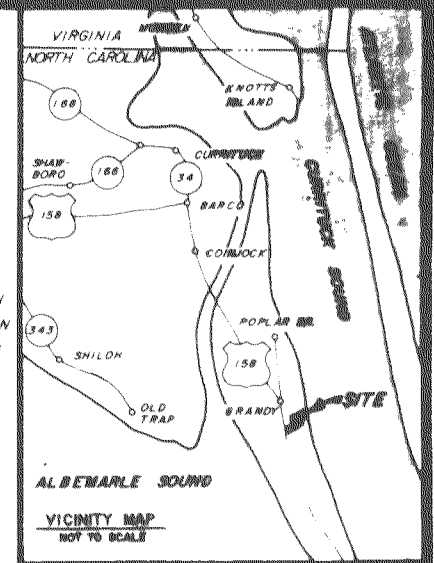 VIRGINIA
NORTH CAROLINA
KNOTTS
ISLAND
168
CURRITUCK
SHAW-
BORO
168
34
158
BARCO
COINJOCK
CURRITUCK SOUND
343
SHILOH
POPLAR BR.
158
OLD
TRAP
GRANDY
SITE
ALBEMARLE SOUND
VICINITY MAP
NOT TO SCALE